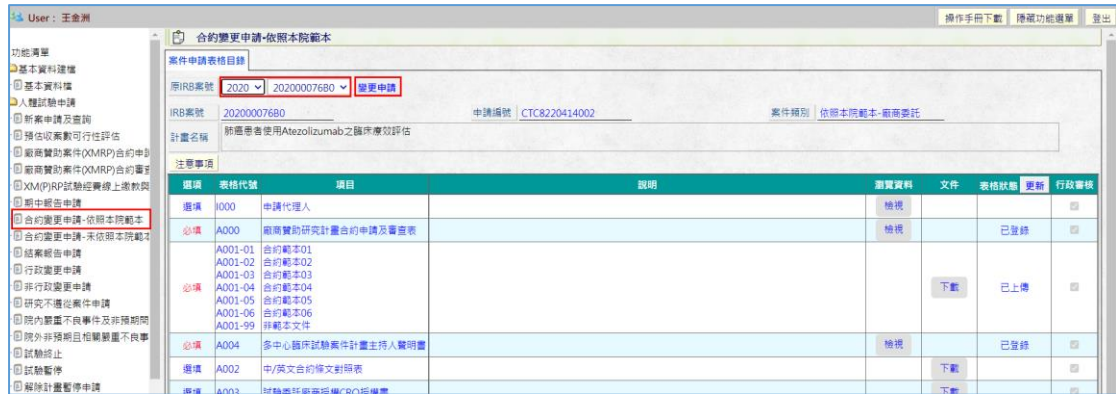 User : 王金洲
操作手冊下載 隱藏功能選單 登出
功能清單
基本資料建檔
基本資料檔
人體試驗申請
新案申請及查詢
預估收案數可行性評估
廠商贊助案件(XMRP)合約申
廠商贊助案件(XMRP)合約審
XM(P)RP試驗經費線上繳款與
期中報告申請
合約變更申請-依照本院範本
合約變更申請-未依照本院範本
結案報告申請
行政變更申請
非行政變更申請
研究不遵從案件申請
院內嚴重不良事件及非預期問
院外非預期且相關嚴重不良事
試驗終止
試驗暫停
解除計畫暫停申請
合約變更申請-依照本院範本
案件申請表格目錄
原IRB案號 2020 202000076B0 變更申請
IRB案號 202000076B0 申請編號 CTC8220414002 案件類別 依照本院範本-廠商委託
計畫名稱 肺癌患者使用Atezolizumab之臨床療效評估
注意事項
選項 表格代號 項目 說明 瀏覽資料 文件 表格狀態 更新 行政審核
選填 I000 申請代理人 檢視
必填 A000 廠商贊助研究計畫合約申請及審查表 檢視 已登錄
A001-01 合約範本01
A001-02 合約範本02
A001-03 合約範本03
必填 A001-04 合約範本04 下載 已上傳
A001-05 合約範本05
A001-06 合約範本06
A001-99 非範本文件
必填 A004 多中心臨床試驗案件計畫主持人聲明書 檢視 已登錄
選填 A002 中/英文合約條文對照表 下載
選填 A003 試驗委託廠商授權CRO授權書 下載